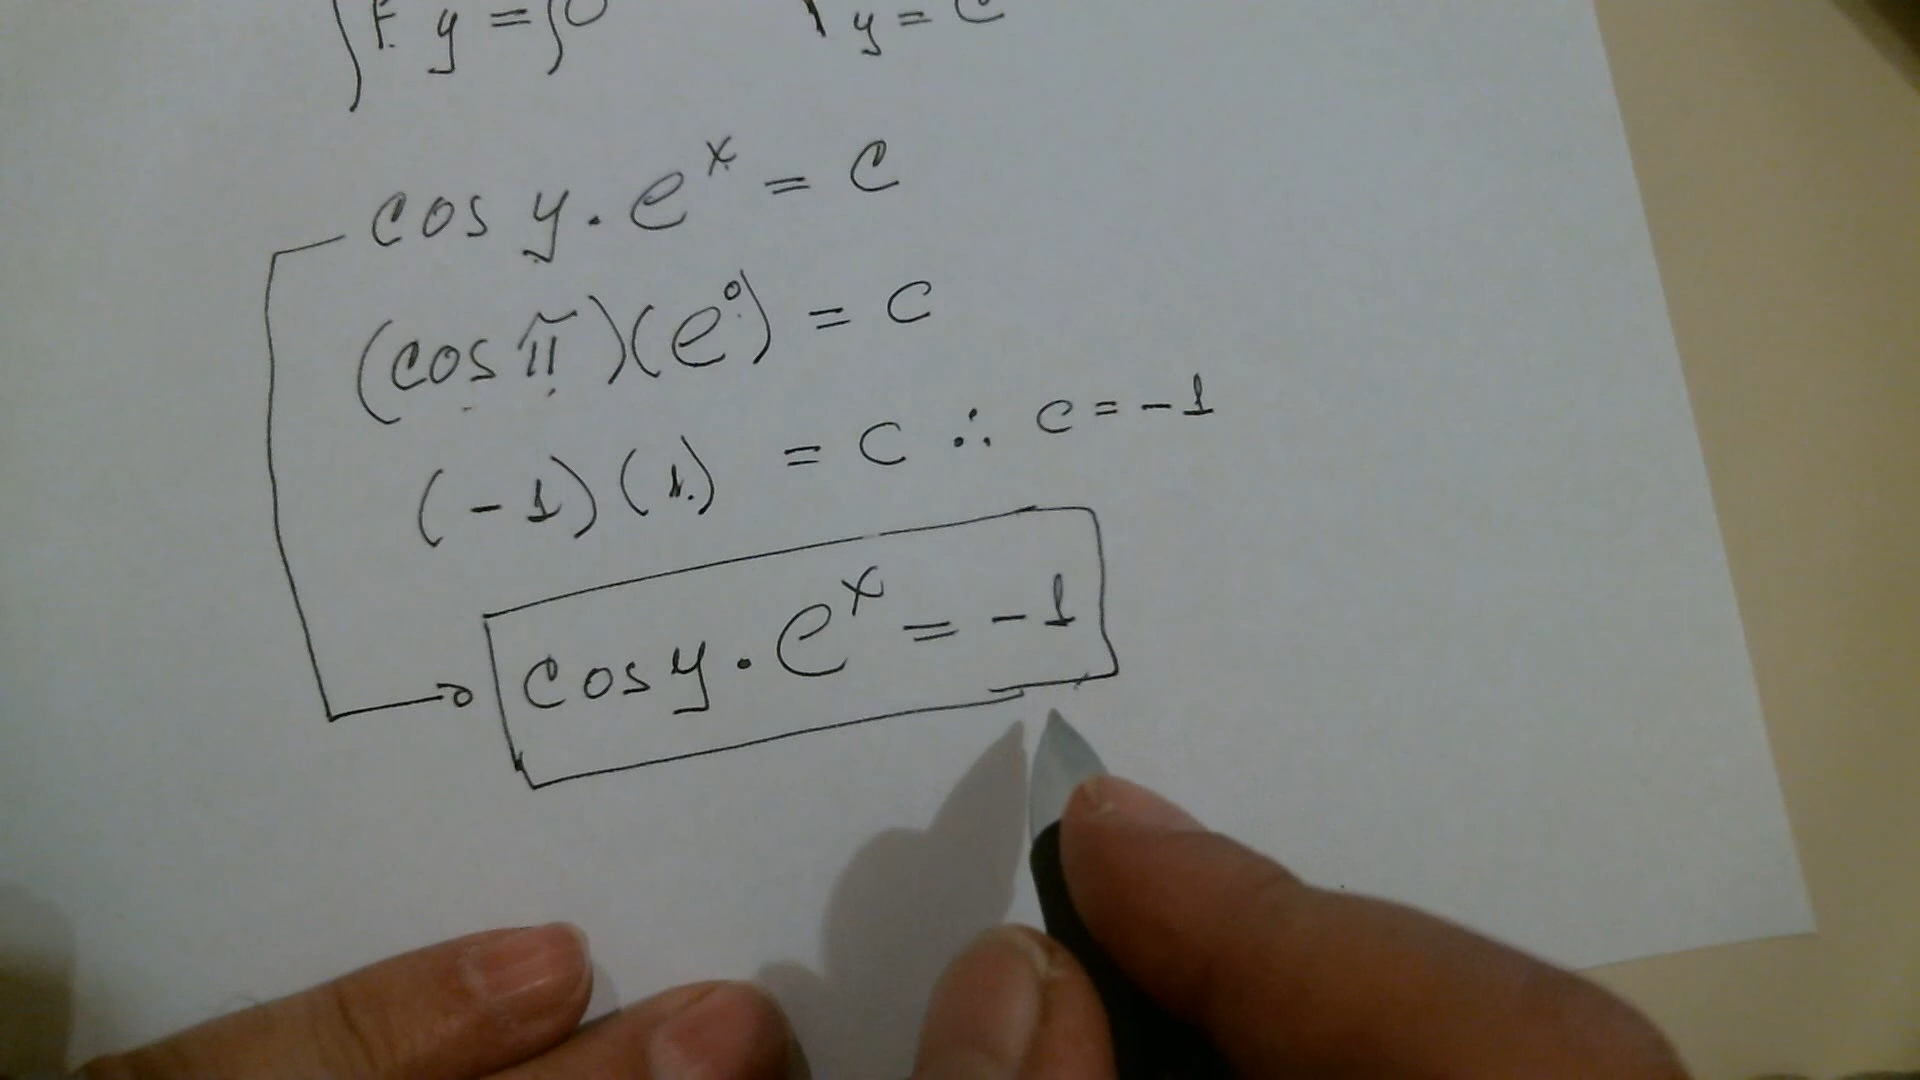 y = C
cos y · e^x = C
(cos π)(e^0) = C
(-1)(1) = C ∴ C = -1
cos y · e^x = -1